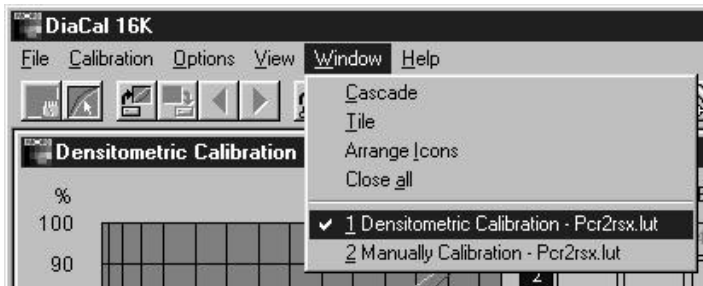 DiaCal 16K
File Calibration Options View Window Help
Cascade
Tile
Arrange Icons
Close all
1 Densitometric Calibration - Pcr2rsx.lut
2 Manually Calibration - Pcr2rsx.lut
Densitometric Calibration
%
100
90
2